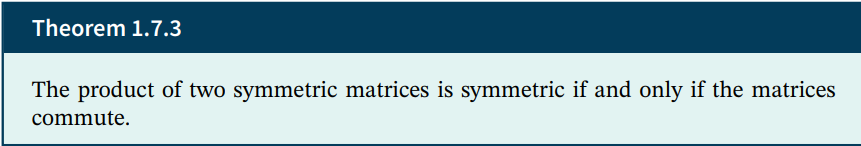 Theorem 1.7.3
The product of two symmetric matrices is symmetric if and only if the matrices
commute.